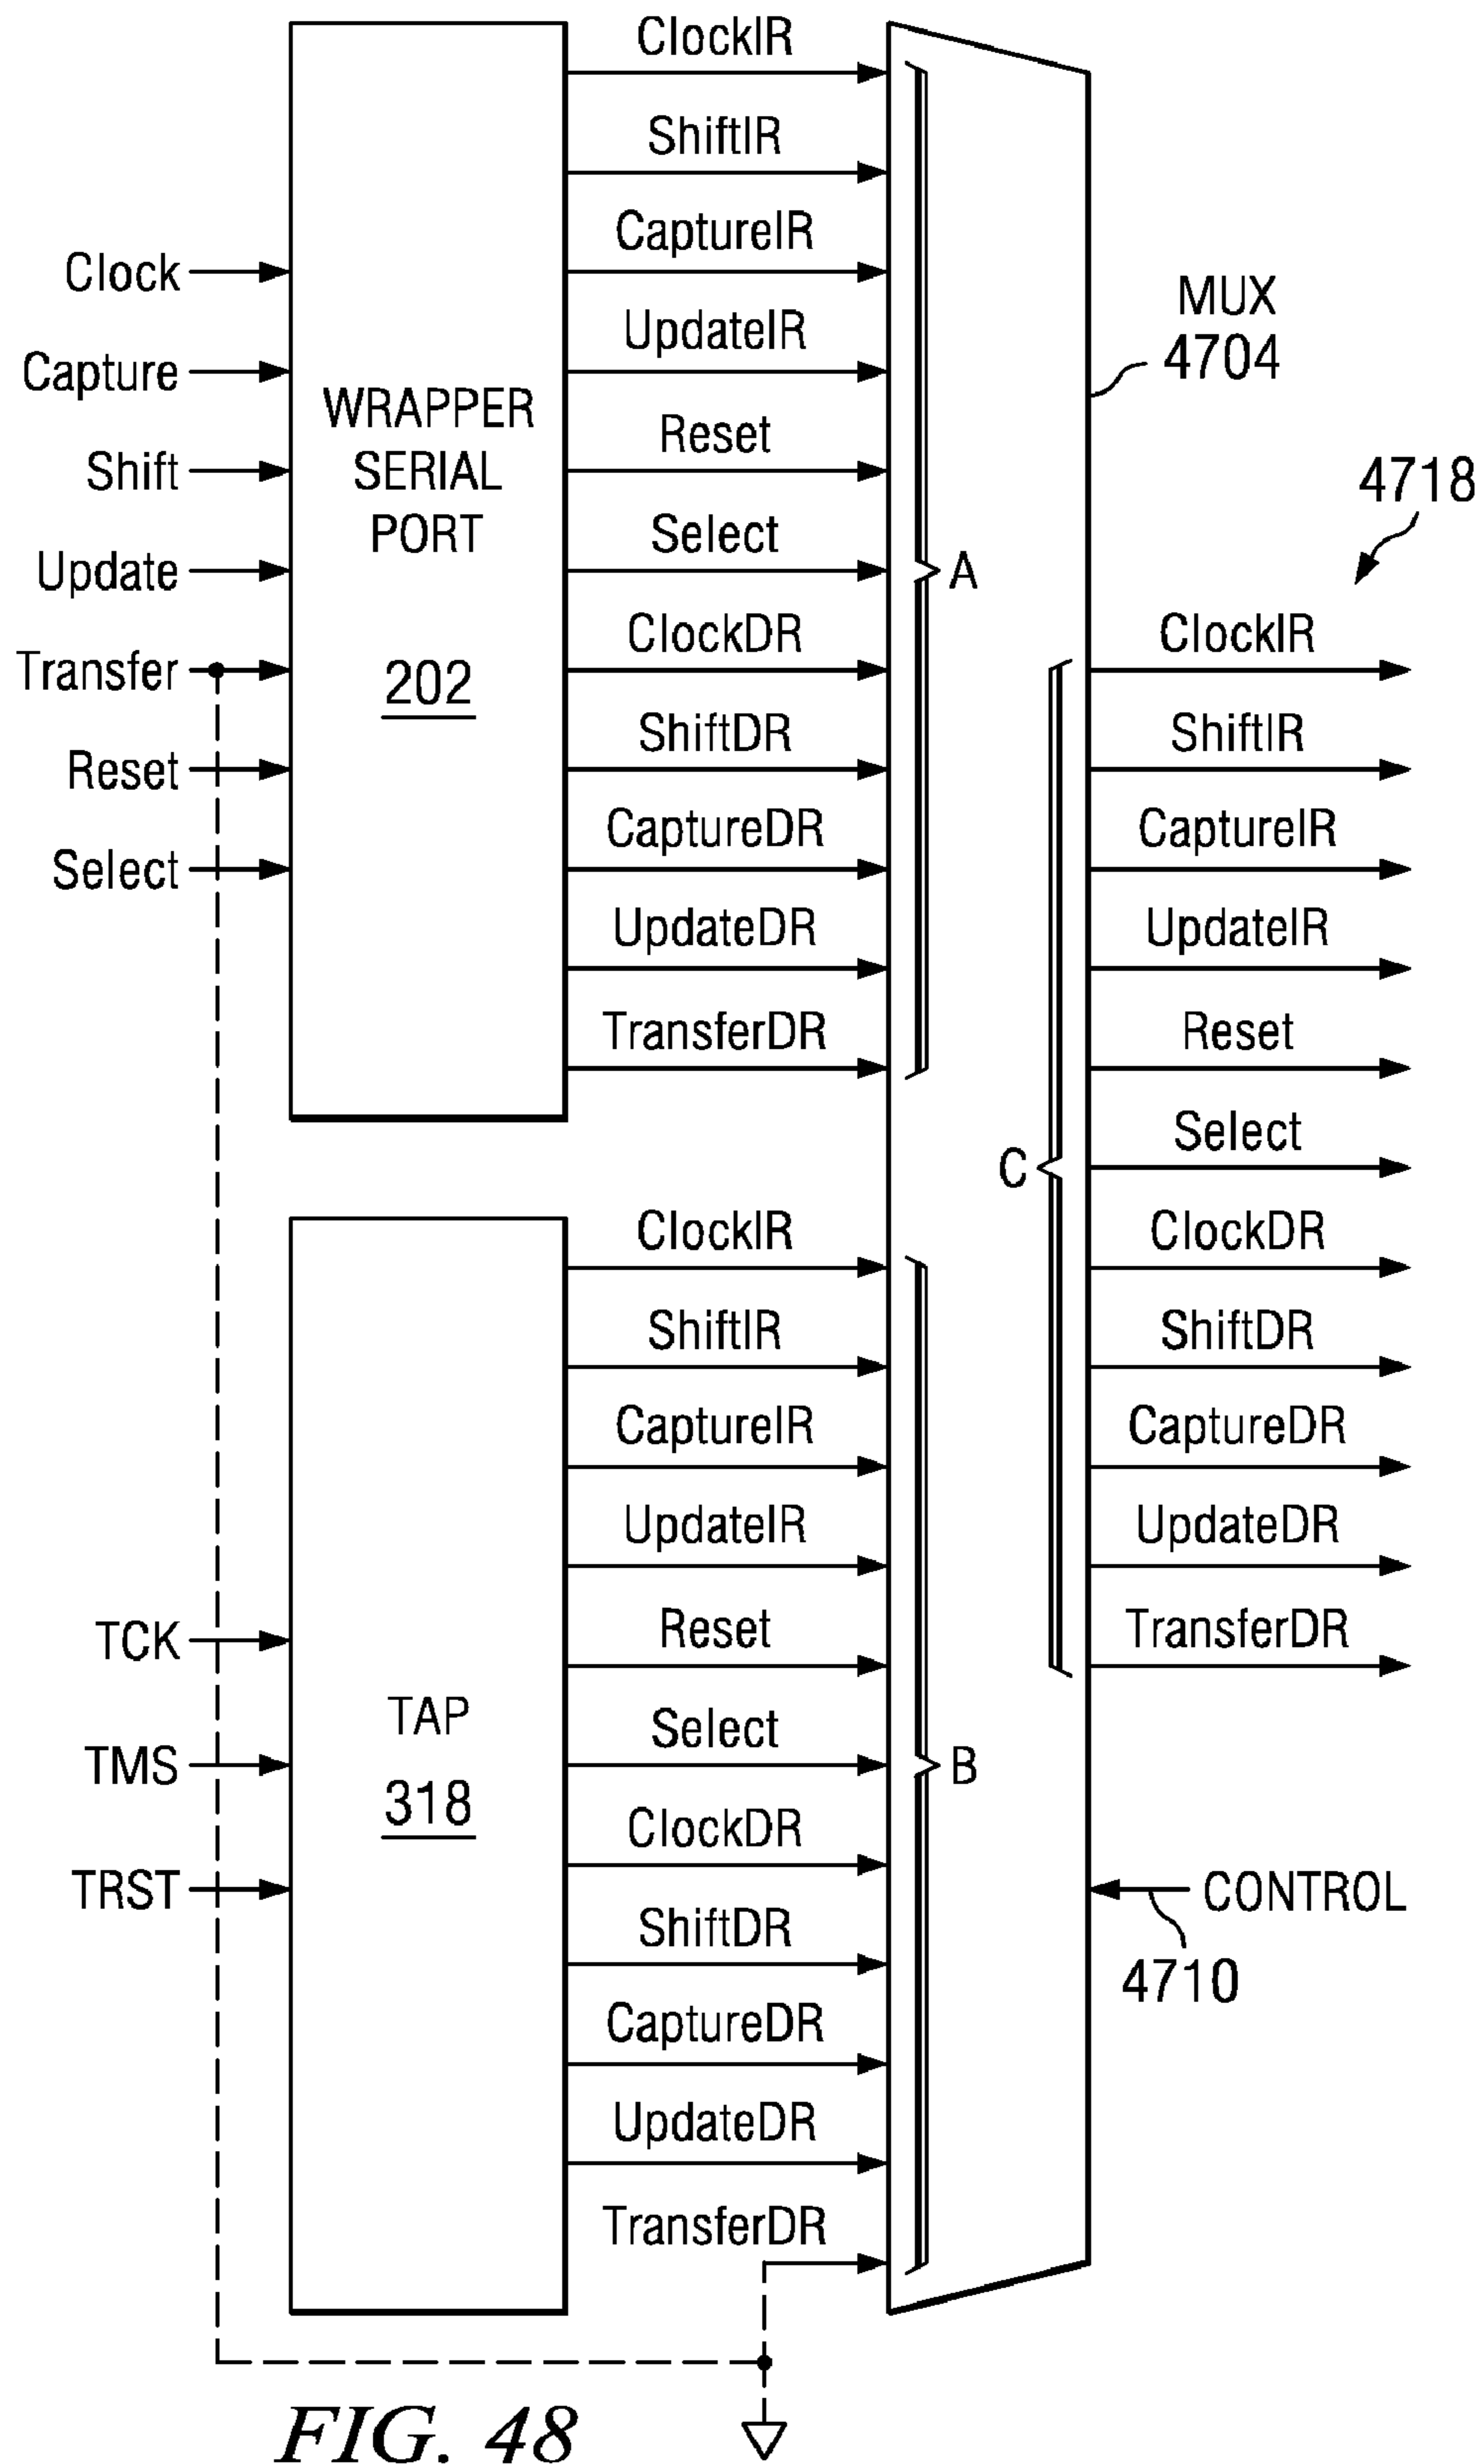 Clock
Capture
Shift
Update
Transfer
Reset
Select
WRAPPER
SERIAL
PORT
202
ClockIR
ShiftIR
CaptureIR
UpdateIR
Reset
Select
ClockDR
ShiftDR
CaptureDR
UpdateDR
TransferDR
A
MUX
4704
4718
C
ClockIR
ShiftIR
CaptureIR
UpdateIR
Reset
Select
ClockDR
ShiftDR
CaptureDR
UpdateDR
TransferDR
TCK
TMS
TRST
TAP
318
ClockIR
ShiftIR
CaptureIR
UpdateIR
Reset
Select
ClockDR
ShiftDR
CaptureDR
UpdateDR
TransferDR
B
CONTROL
4710
FIG. 48